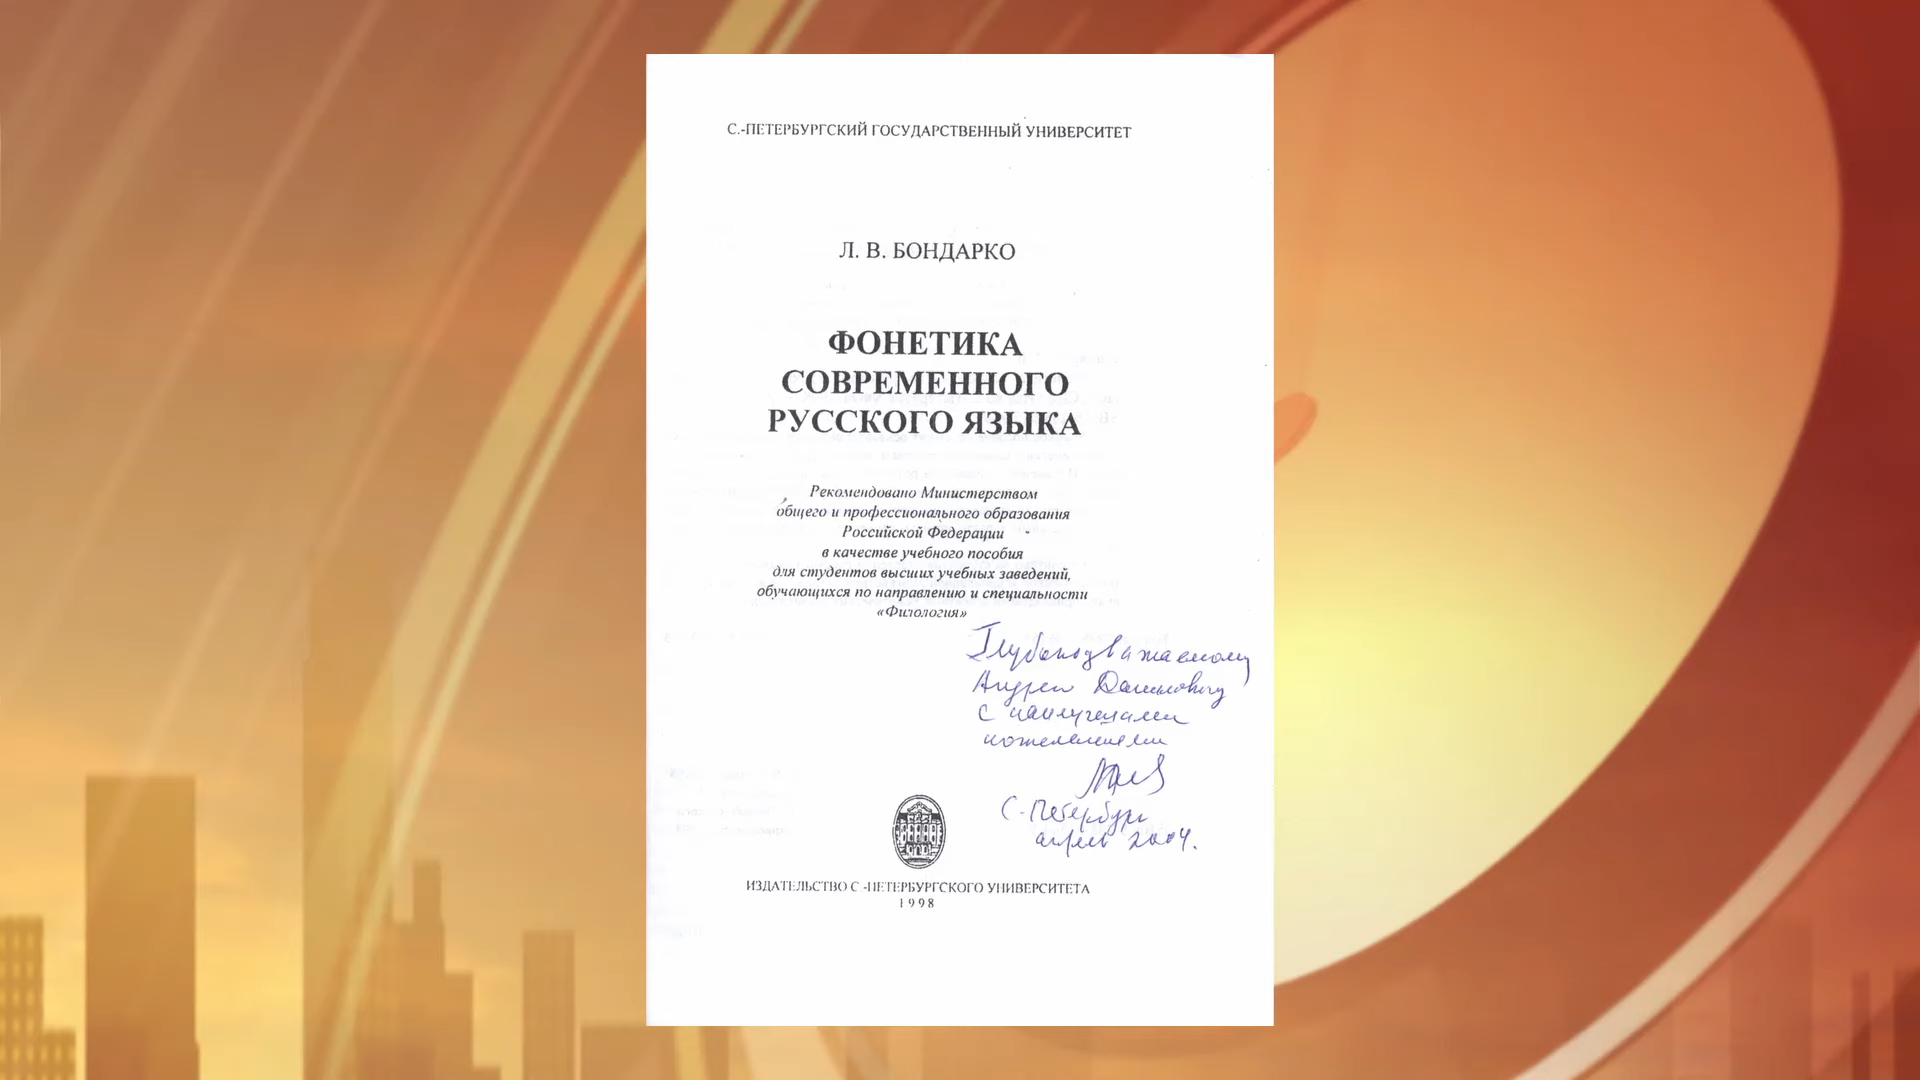 С.-ПЕТЕРБУРГСКИЙ ГОСУДАРСТВЕННЫЙ УНИВЕРСИТЕТ
Л. В. БОНДАРКО
ФОНЕТИКА
СОВРЕМЕННОГО
РУССКОГО ЯЗЫКА
Рекомендовано Министерством
общего и профессионального образования
Российской Федерации
в качестве учебного пособия
для студентов высших учебных заведений,
обучающихся по направлению и специальности
«Филология»
Глубокоуважаемому
Андрею
с наилучшими
пожеланиями
С-Петербург
апрель 2004.
ИЗДАТЕЛЬСТВО С.-ПЕТЕРБУРГСКОГО УНИВЕРСИТЕТА
1998